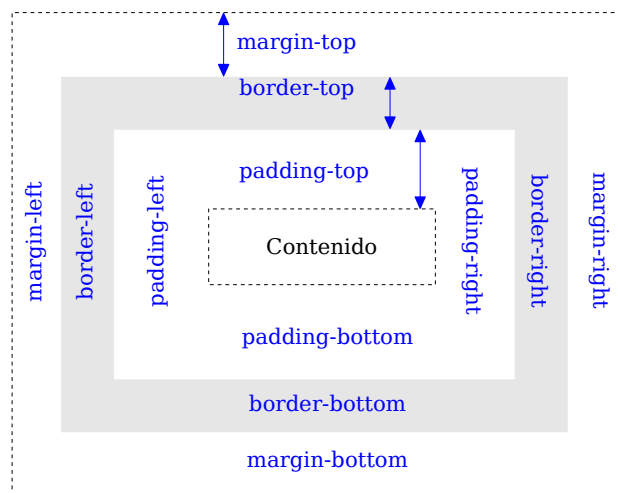 margin-top
border-top
padding-top
margin-left
border-left
padding-left
Contenido
padding-right
border-right
margin-right
padding-bottom
border-bottom
margin-bottom